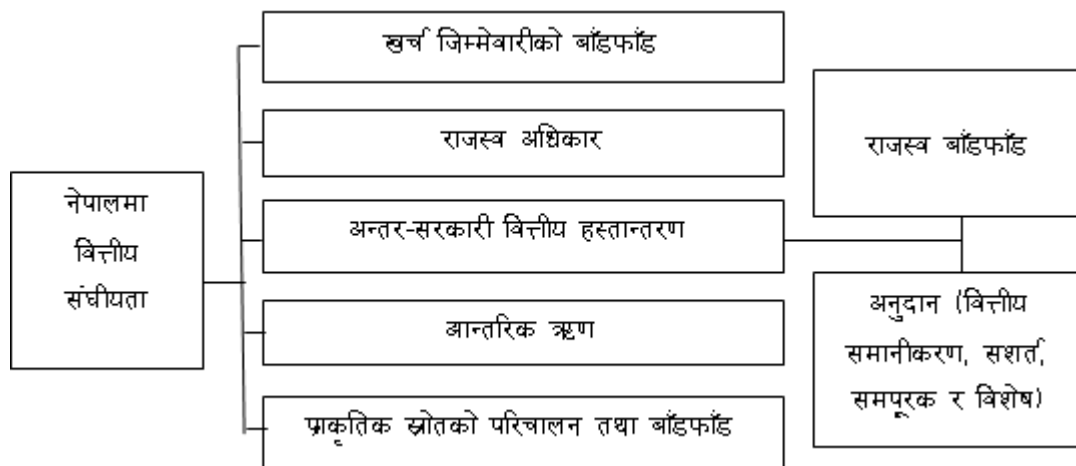 नेपालमा
वित्तीय
संघीयता
खर्च जिम्मेवारीको बाँडफाँड
राजस्व अधिकार
अन्तर-सरकारी वित्तीय हस्तान्तरण
आन्तरिक ऋण
प्राकृतिक स्रोतको परिचालन तथा बाँडफाँड
राजस्व बाँडफाँड
अनुदान (वित्तीय
समानीकरण, सशर्त,
समपूरक र विशेष)